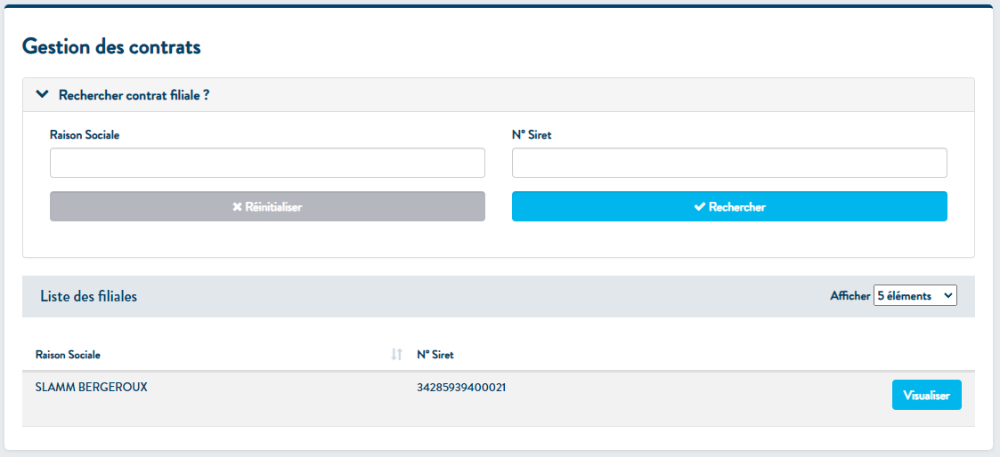 Gestion des contrats
Rechercher contrat filiale ?
Raison Sociale
N° Siret
Réinitialiser
Rechercher
Liste des filiales
Afficher 5 éléments
Raison Sociale N° Siret
SLAMM BERGEROUX 34285939400021
Visualiser